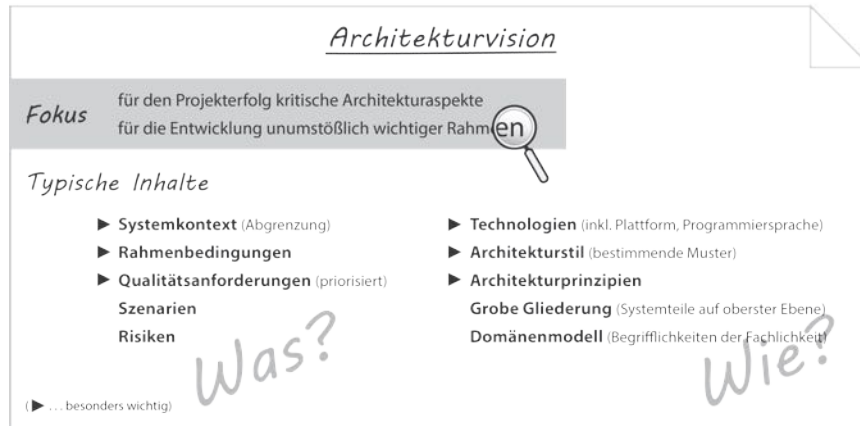 Architekturvision
Fokus
für den Projekterfolg kritische Architekturaspekte
für die Entwicklung unumstößlich wichtiger Rahmen
Typische Inhalte
▶ Systemkontext (Abgrenzung)
▶ Rahmenbedingungen
▶ Qualitätsanforderungen (priorisiert)
Szenarien
Risiken
Was?
▶ Technologien (inkl. Plattform, Programmiersprache)
▶ Architekturstil (bestimmende Muster)
▶ Architekturprinzipien
Grobe Gliederung (Systemteile auf oberster Ebene)
Domänenmodell (Begrifflichkeiten der Fachlichkeit)
Wie?
(▶ ... besonders wichtig)